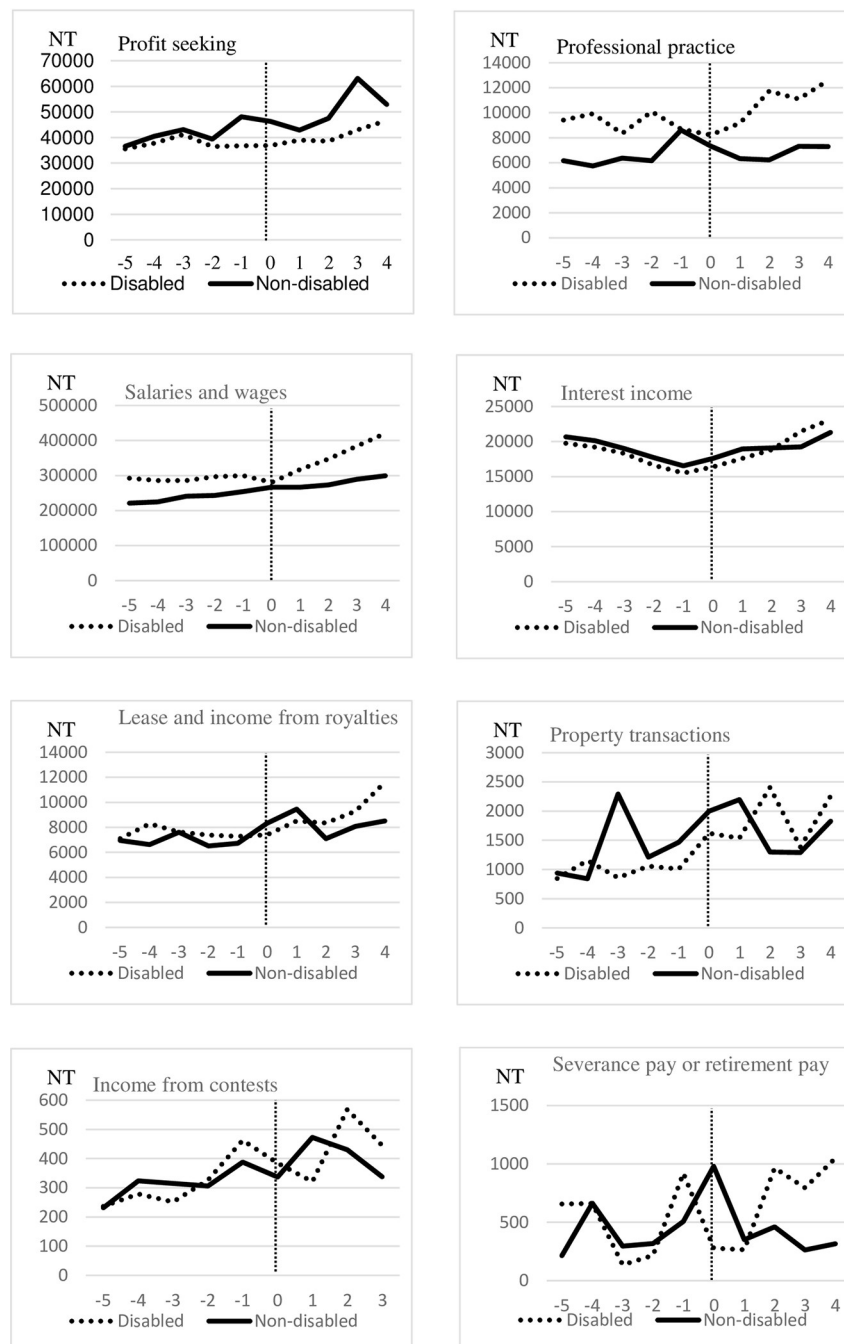 NT Profit seeking
70000
60000
50000
40000
30000
20000
10000
0
-5 -4 -3 -2 -1 0 1 2 3 4
Disabled Non-disabled
NT
Professional practice
14000
12000
10000
8000
6000
4000
2000
0
-5 -4 -3 -2 -1 0 1 2 3 4
Disabled Non-disabled
NT Salaries and wages
500000
400000
300000
200000
100000
0
-5 -4 -3 -2 -1 0 1 2 3 4
Disabled Non-disabled
NT Interest income
25000
20000
15000
10000
5000
0
-5 -4 -3 -2 -1 0 1 2 3 4
Disabled Non-disabled
Lease and income from royalties
NT
14000
12000
10000
8000
6000
4000
2000
0
-5 -4 -3 -2 -1 0 1 2 3 4
Disabled Non-disabled
NT Property transactions
3000
2500
2000
1500
1000
500
0
-5 -4 -3 -2 -1 0 1 2 3 4
Disabled Non-disabled
NT Income from contests
600
500
400
300
200
100
0
-5 -4 -3 -2 -1 0 1 2 3
Disabled Non-disabled
Severance pay or retirement pay
NT
1500
1000
500
0
-5 -4 -3 -2 -1 0 1 2 3 4
Disabled Non-disabled